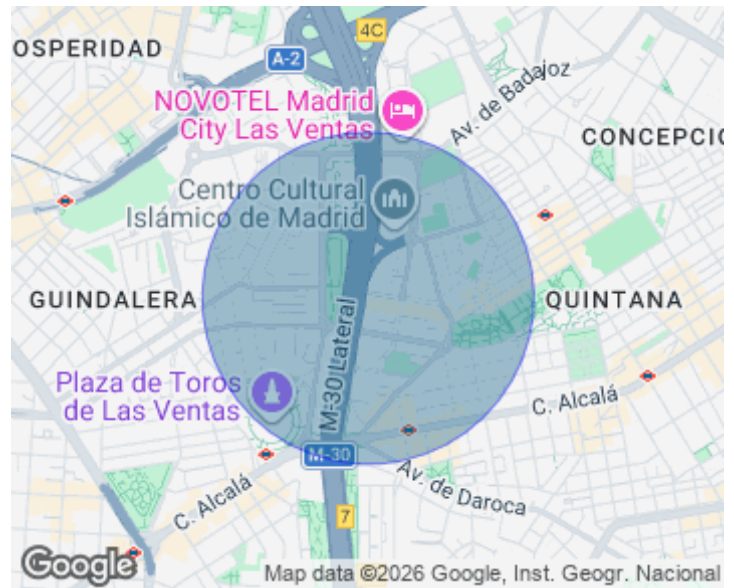 OSPERIDAD
4C
A-2
NOVOTEL Madrid
City Las Ventas
Av. de Badajoz
CONCEPCIÓ
Centro Cultural
Islámico de Madrid
GUINDALERA
QUINTANA
M-30 Lateral
Plaza de Toros
de Las Ventas
C. Alcalá
M-30
Av. de Daroca
C. Alcalá
7
Google
Map data ©2026 Google, Inst. Geogr. Nacional